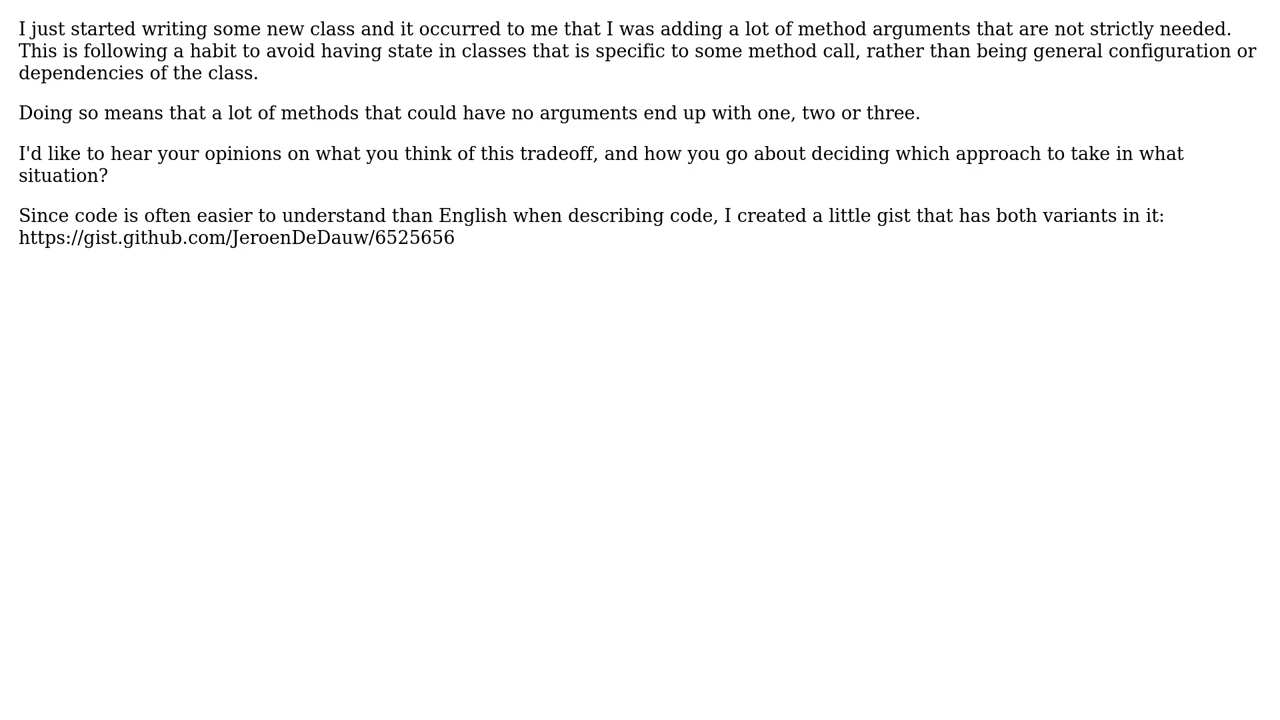 I just started writing some new class and it occurred to me that I was adding a lot of method arguments that are not strictly needed.
This is following a habit to avoid having state in classes that is specific to some method call, rather than being general configuration or
dependencies of the class.
Doing so means that a lot of methods that could have no arguments end up with one, two or three.
I'd like to hear your opinions on what you think of this tradeoff, and how you go about deciding which approach to take in what
situation?
Since code is often easier to understand than English when describing code, I created a little gist that has both variants in it:
https://gist.github.com/JeroenDeDauw/6525656